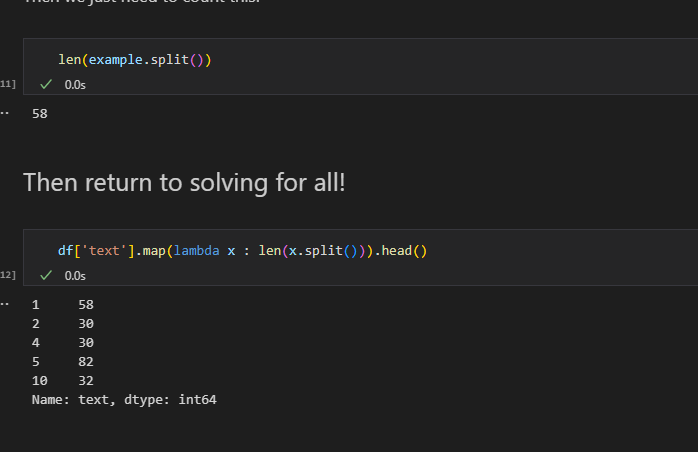 Then we just need to count this!
len(example.split())
11]
0.0s
58
Then return to solving for all!
df['text'].map(lambda x : len(x.split())).head()
12]
0.0s
1 58
2 30
4 30
5 82
10 32
Name: text, dtype: int64